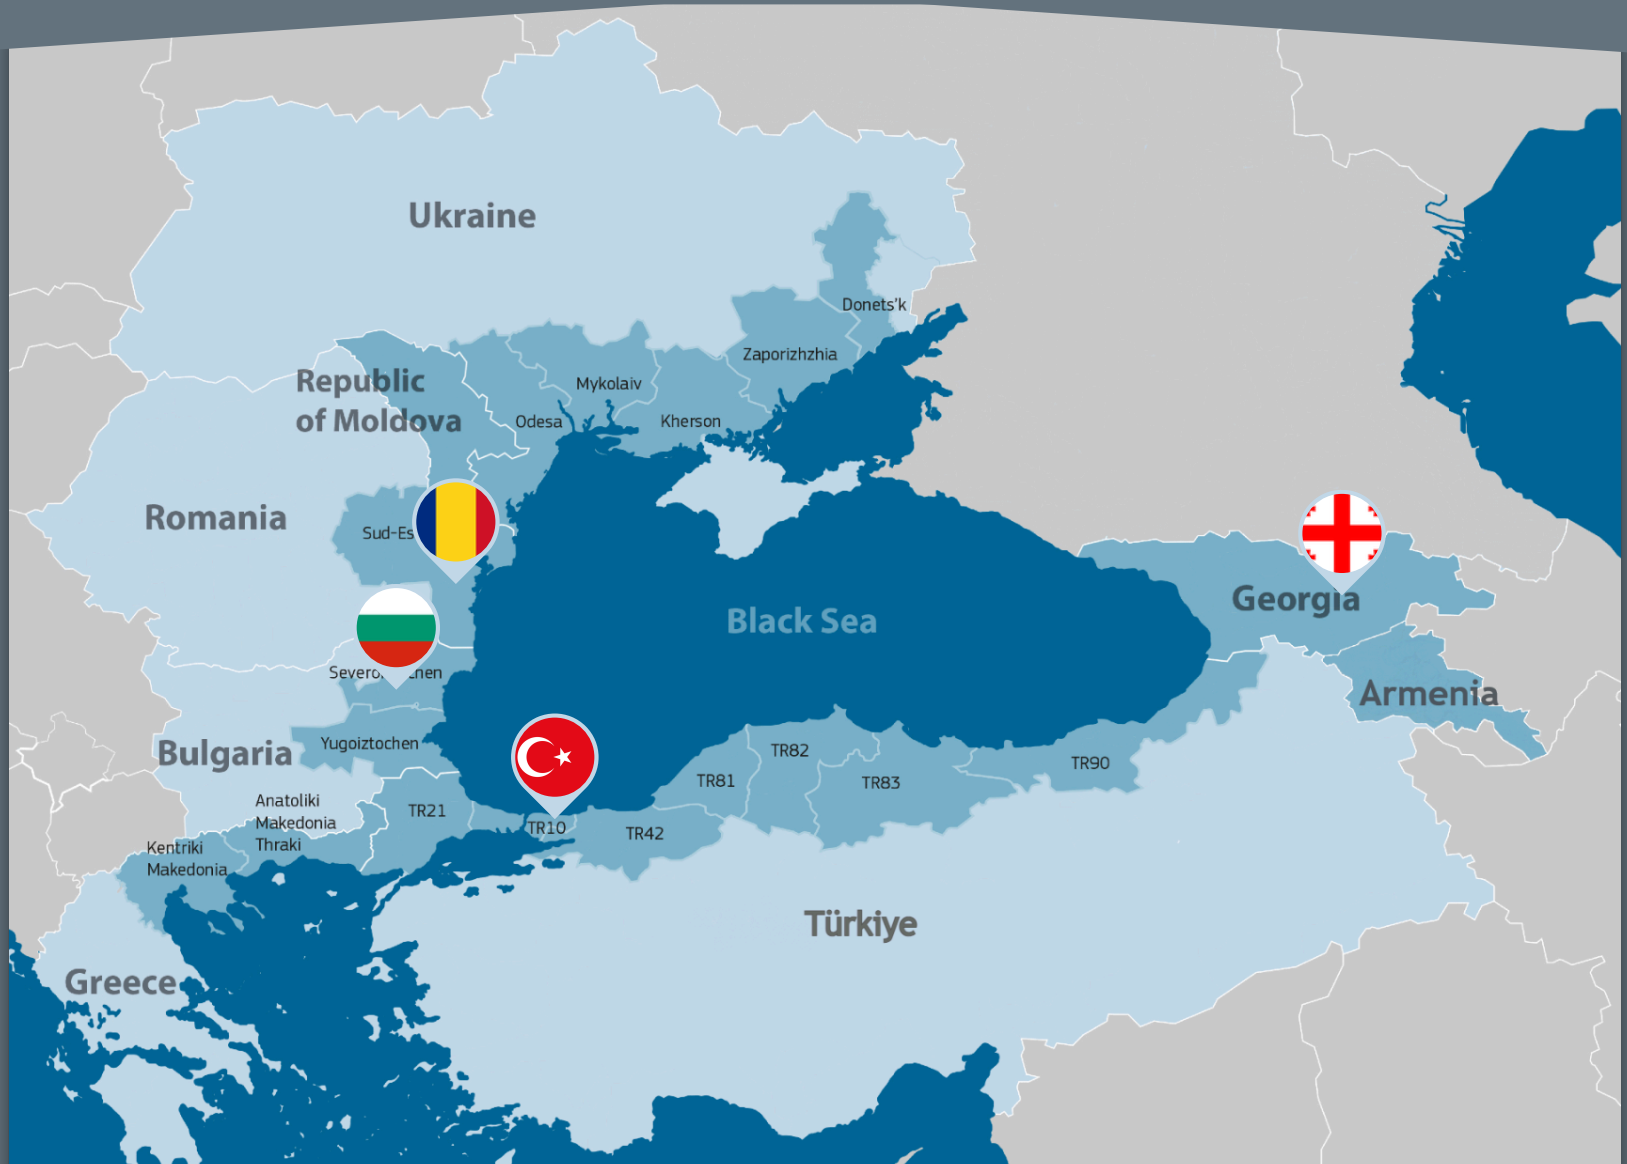 Ukraine
Donets'k
Zaporizhzhia
Republic
of Moldova
Mykolaiv
Odesa
Kherson
Romania
Georgia
Black Sea
Armenia
Bulgaria
Yugoiztochen
TR82
TR90
TR81
TR83
Anatoliki
Makedonia
Thraki
TR21
TR10
TR42
Kentriki
Makedonia
Türkiye
Greece